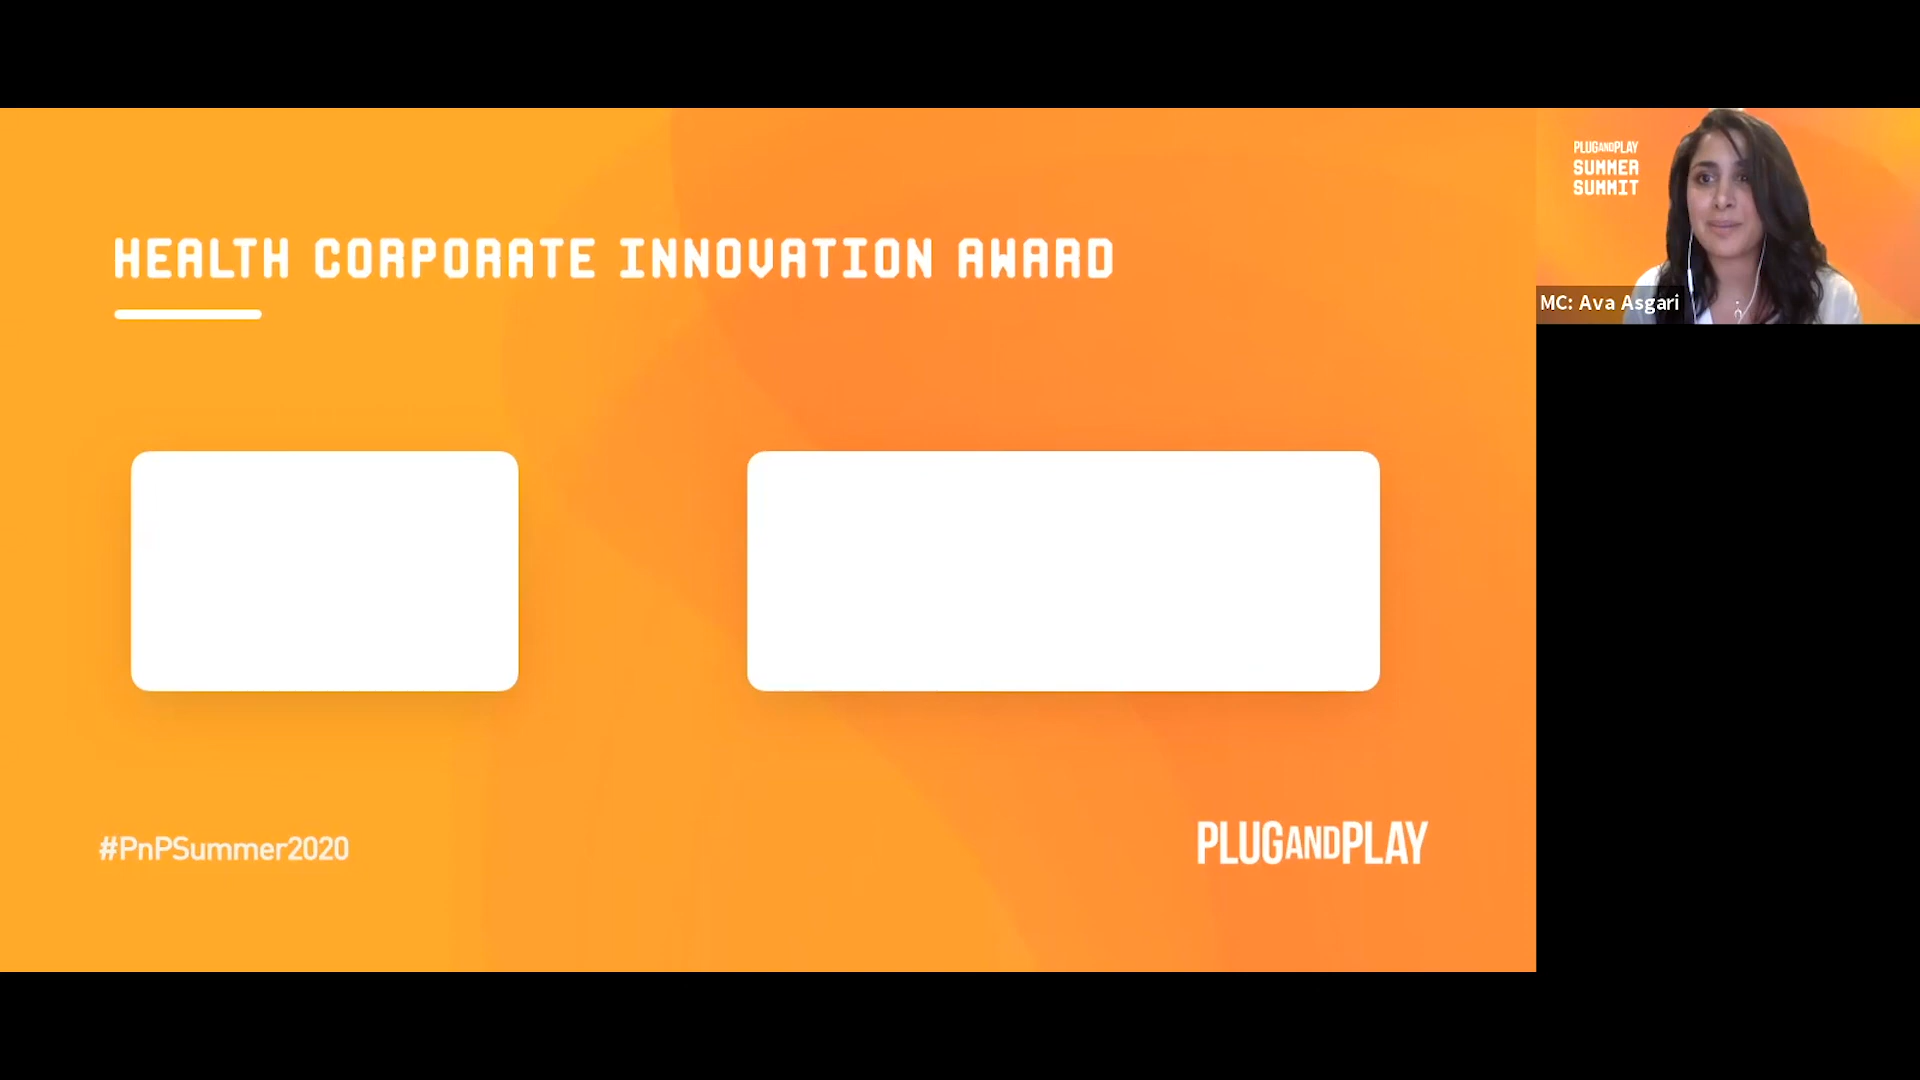 HEALTH CORPORATE INNOVATION AWARD
#PnPSummer2020
PLUGANDPLAY
PLUGANDPLAY
SUMMER
SUMMIT
MC: Ava Asgari